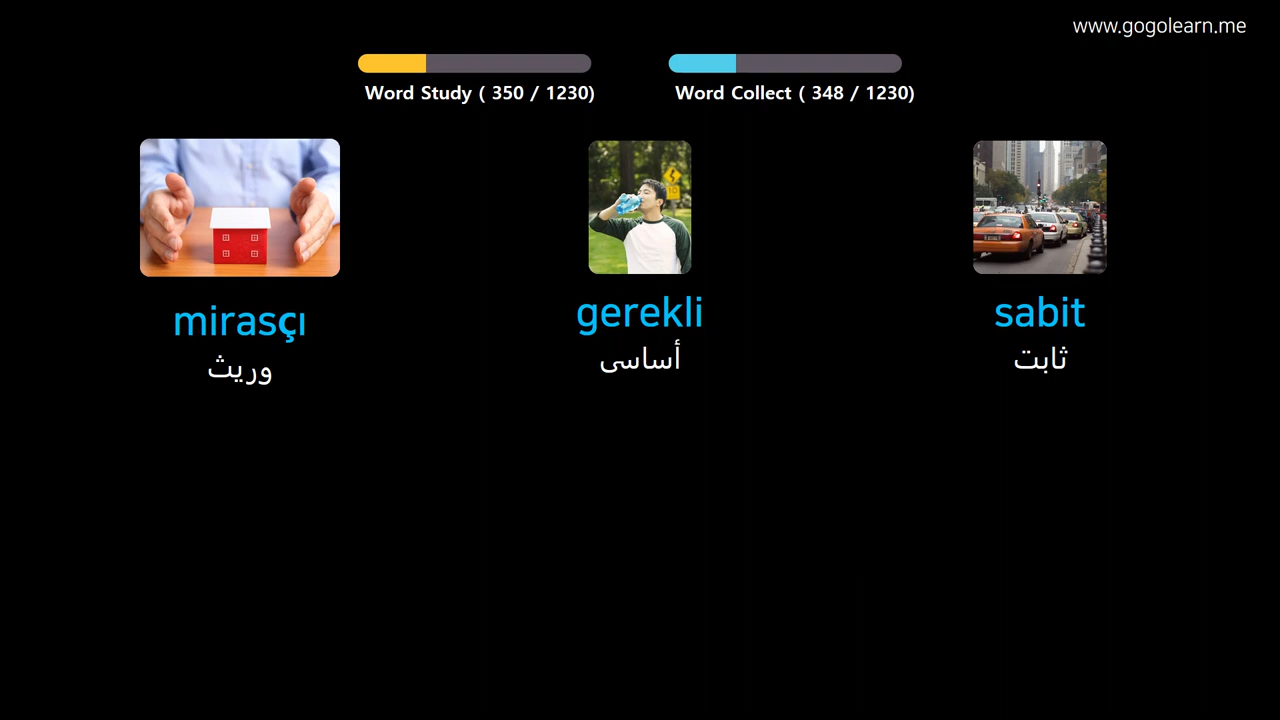 www.gogolearn.me
Word Study ( 350 / 1230)
Word Collect ( 348 / 1230)
mirasçı
وريث
gerekli
أساسى
sabit
ثابت